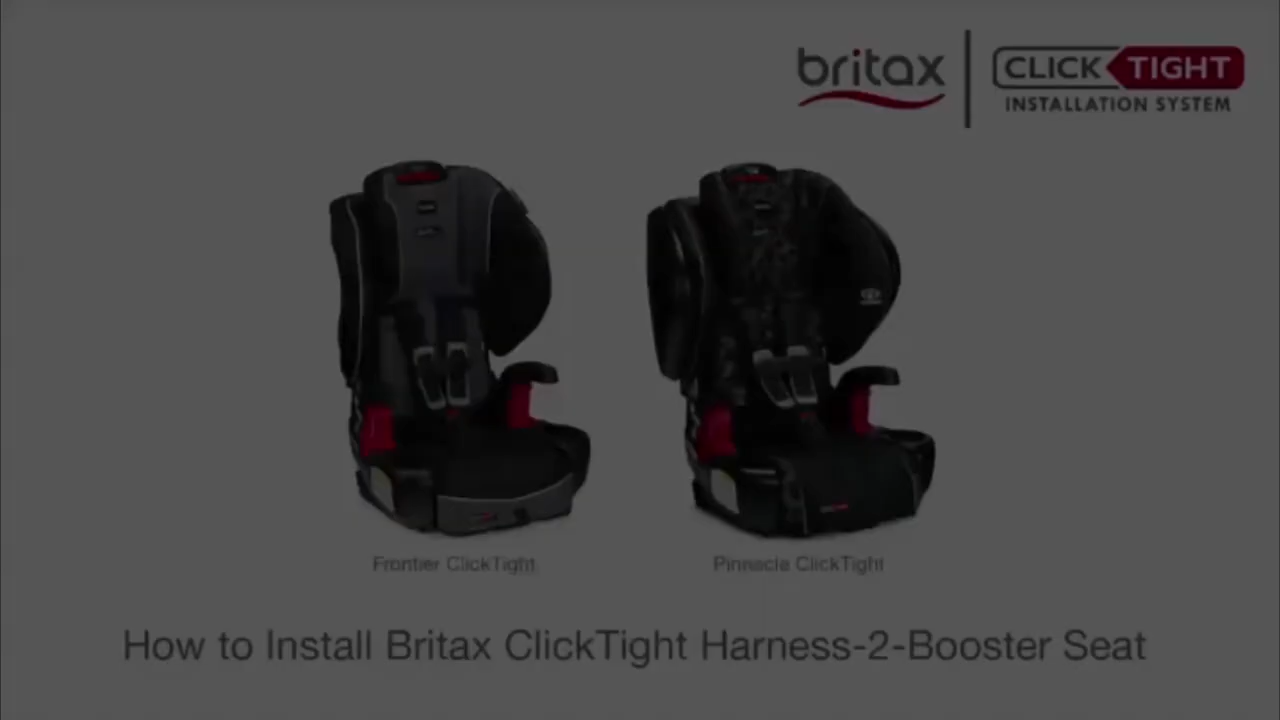 britax
CLICK TIGHT
INSTALLATION SYSTEM
Frontier ClickTight
Pinnacle ClickTight
How to Install Britax ClickTight Harness-2-Booster Seat